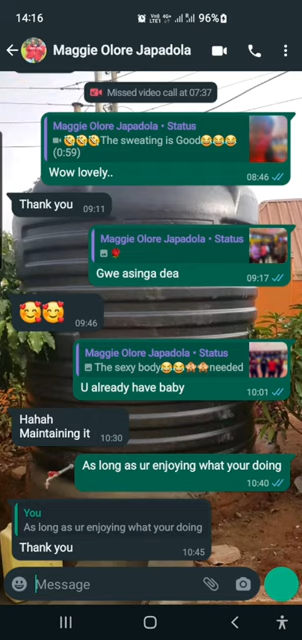 14:16
Vo) 4G+
LTE1
96%
Maggie Olore Japadola
Missed video call at 07:37
Maggie Olore Japadola • Status
😘😘😘The sweating is Good😂😂😂
(0:59)
Wow lovely..
08:46
Thank you
09:11
Maggie Olore Japadola • Status
🌹
Gwe asinga dea
09:17
🥰🥰
09:46
Maggie Olore Japadola • Status
The sexy body😂😂🙈🙈needed
U already have baby
10:01
Hahah
Maintaining it
10:30
As long as ur enjoying what your doing
10:40
You
As long as ur enjoying what your doing
Thank you
10:45
Message